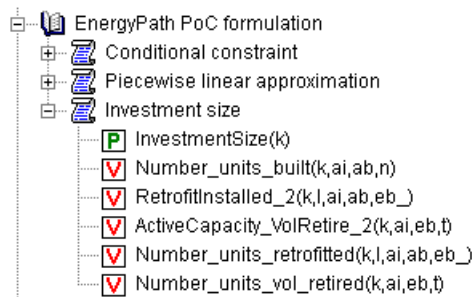 EnergyPath PoC formulation
Conditional constraint
Piecewise linear approximation
Investment size
P InvestmentSize(k)
V Number_units_built(k,ai,ab,n)
V RetrofitInstalled_2(k,l,ai,ab,eb_)
V ActiveCapacity_VolRetire_2(k,ai,eb,t)
V Number_units_retrofitted(k,l,ai,ab,eb_)
V Number_units_vol_retired(k,ai,eb,t)